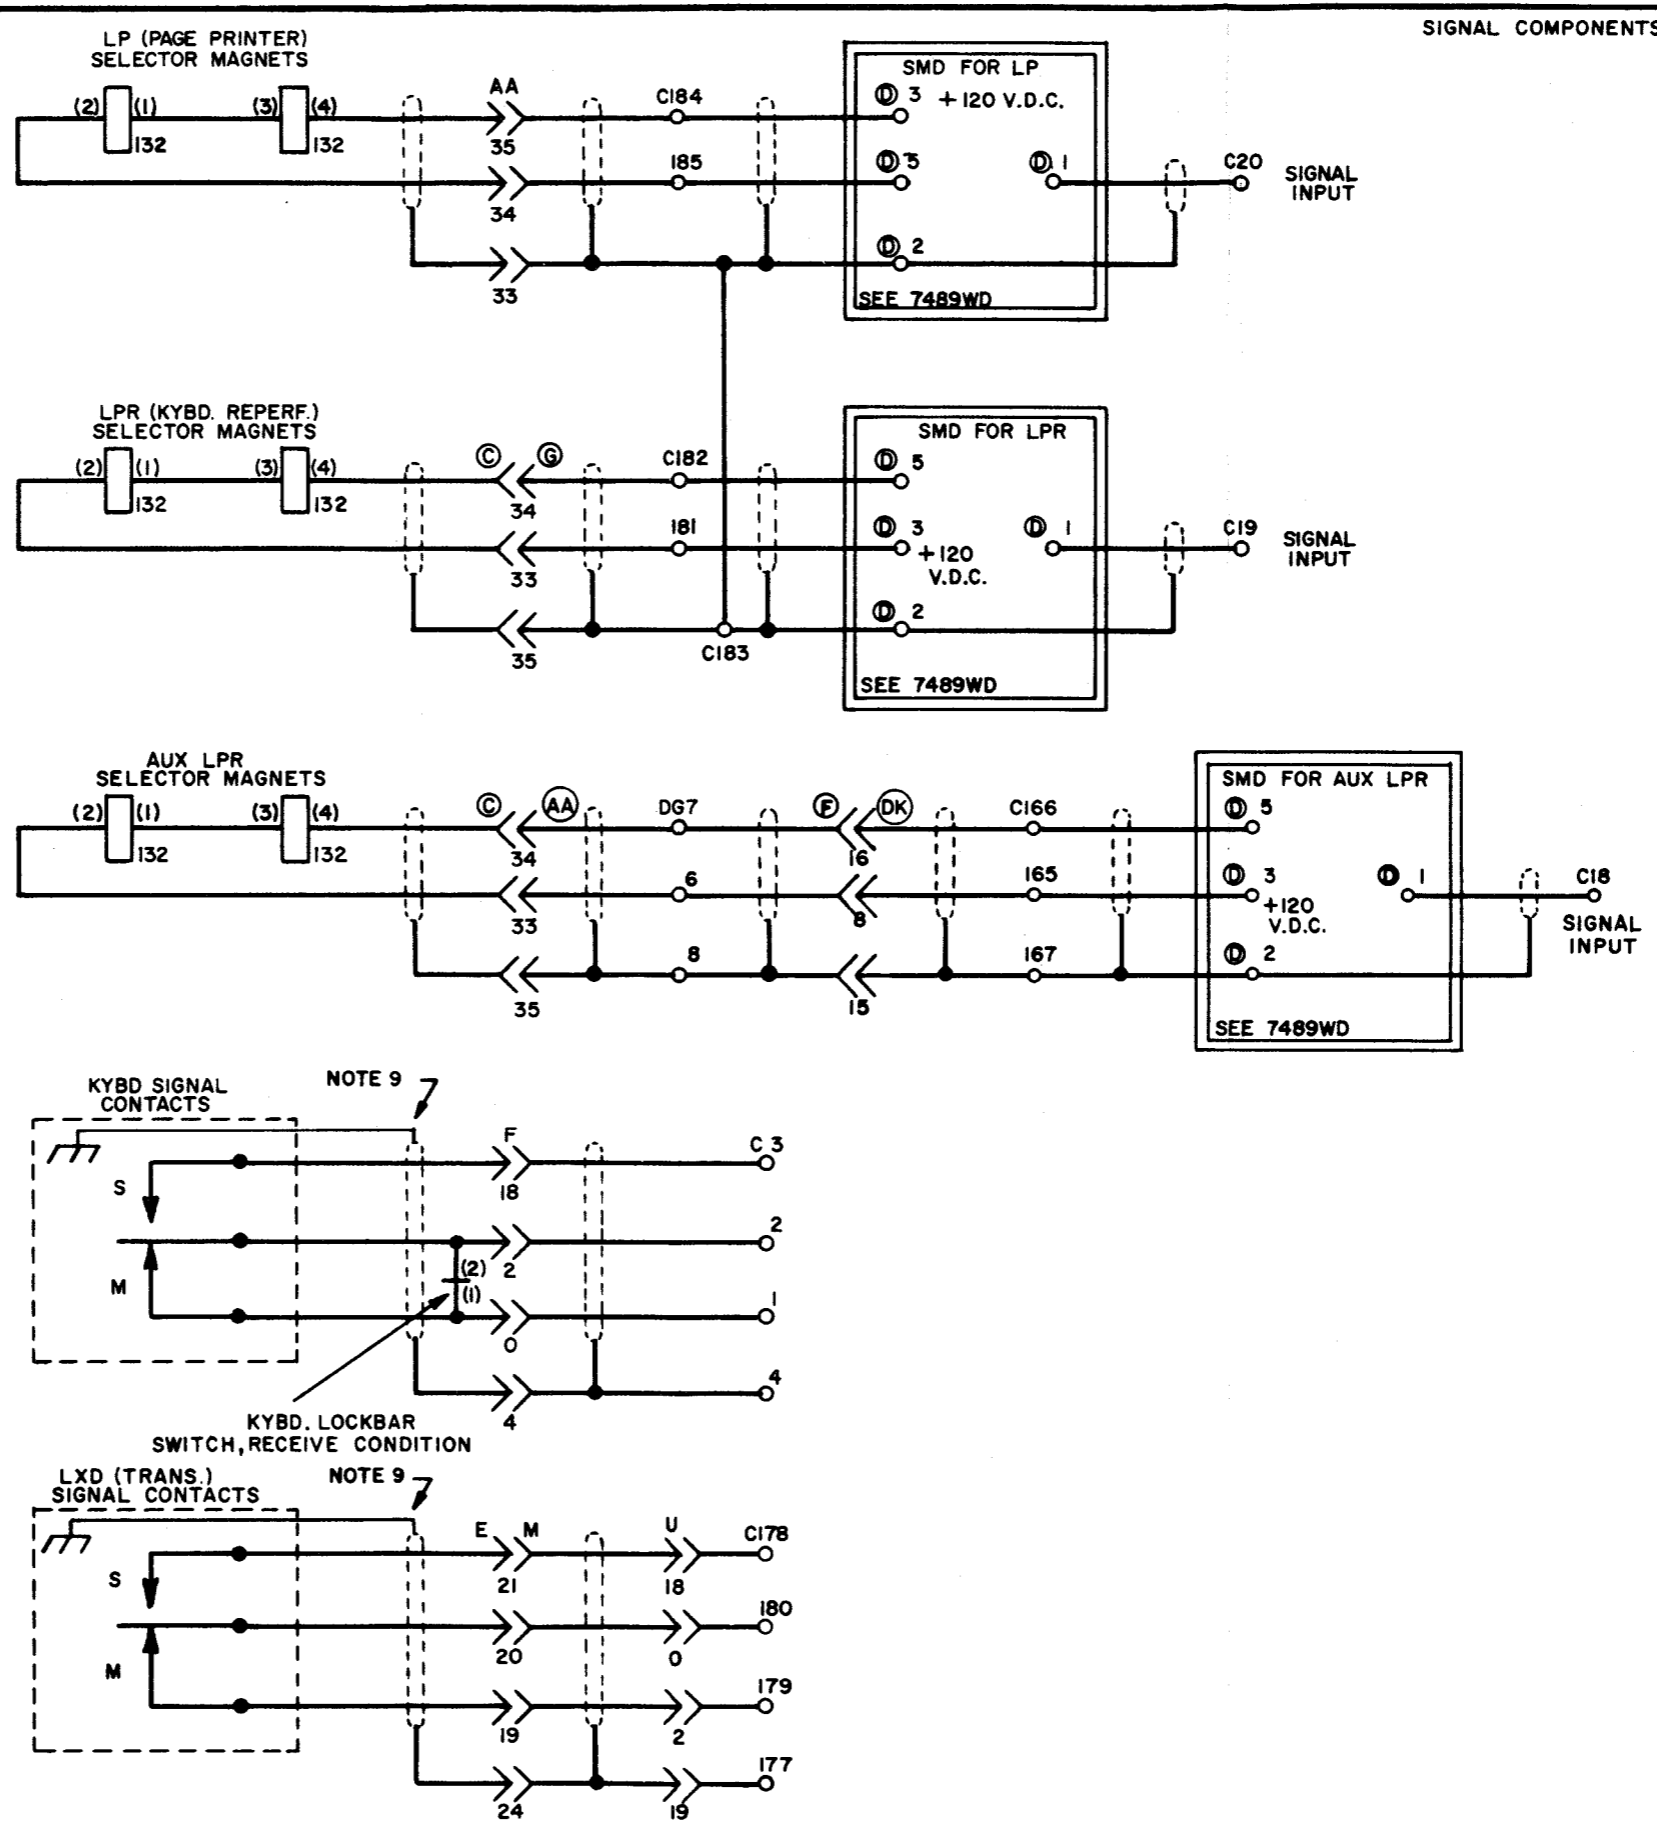 SIGNAL COMPONENTS
LP (PAGE PRINTER)
SELECTOR MAGNETS
(2) (1) (3) (4)
132 132
AA
35
34
33
C184
185
SMD FOR LP
D 3 +120 V.D.C.
D 5
D 1
D 2
SEE 7489WD
C20
SIGNAL
INPUT
LPR (KYBD. REPERF.)
SELECTOR MAGNETS
(2) (1) (3) (4)
132 132
C G
34
33
35
C182
181
C183
SMD FOR LPR
D 5
D 3
+120
V.D.C.
D 1
D 2
SEE 7489WD
C19
SIGNAL
INPUT
AUX LPR
SELECTOR MAGNETS
(2) (1) (3) (4)
132 132
C AA
34
33
35
DG7
6
8
F DK
16
8
15
C166
165
167
SMD FOR AUX LPR
D 5
D 3
+120
V.D.C.
D 1
D 2
SEE 7489WD
C18
SIGNAL
INPUT
KYBD SIGNAL
CONTACTS
NOTE 9
S
M
F
18
2
0
4
(2)
(1)
C 3
2
1
4
KYBD. LOCKBAR
SWITCH, RECEIVE CONDITION
LXD (TRANS.)
SIGNAL CONTACTS
NOTE 9
S
M
E M
21
20
19
24
U
18
0
2
19
C178
180
179
177